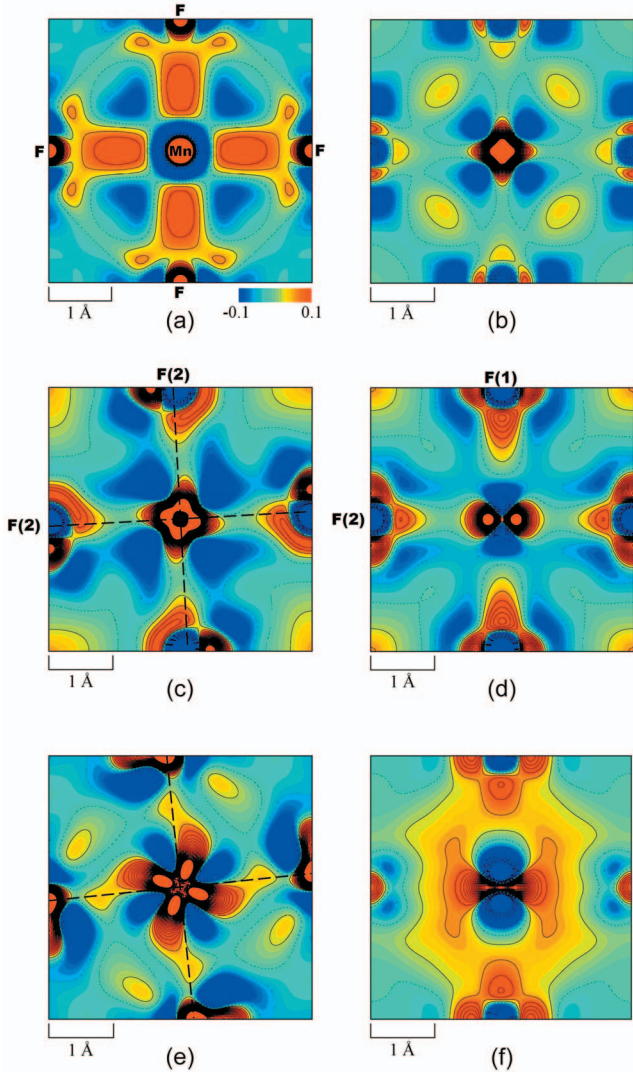 F
F Mn F
F
1 Å -0.1 0.1
(a)
1 Å
(b)
F(2)
F(2)
1 Å
(c)
F(1)
F(2)
1 Å
(d)
1 Å
(e)
1 Å
(f)